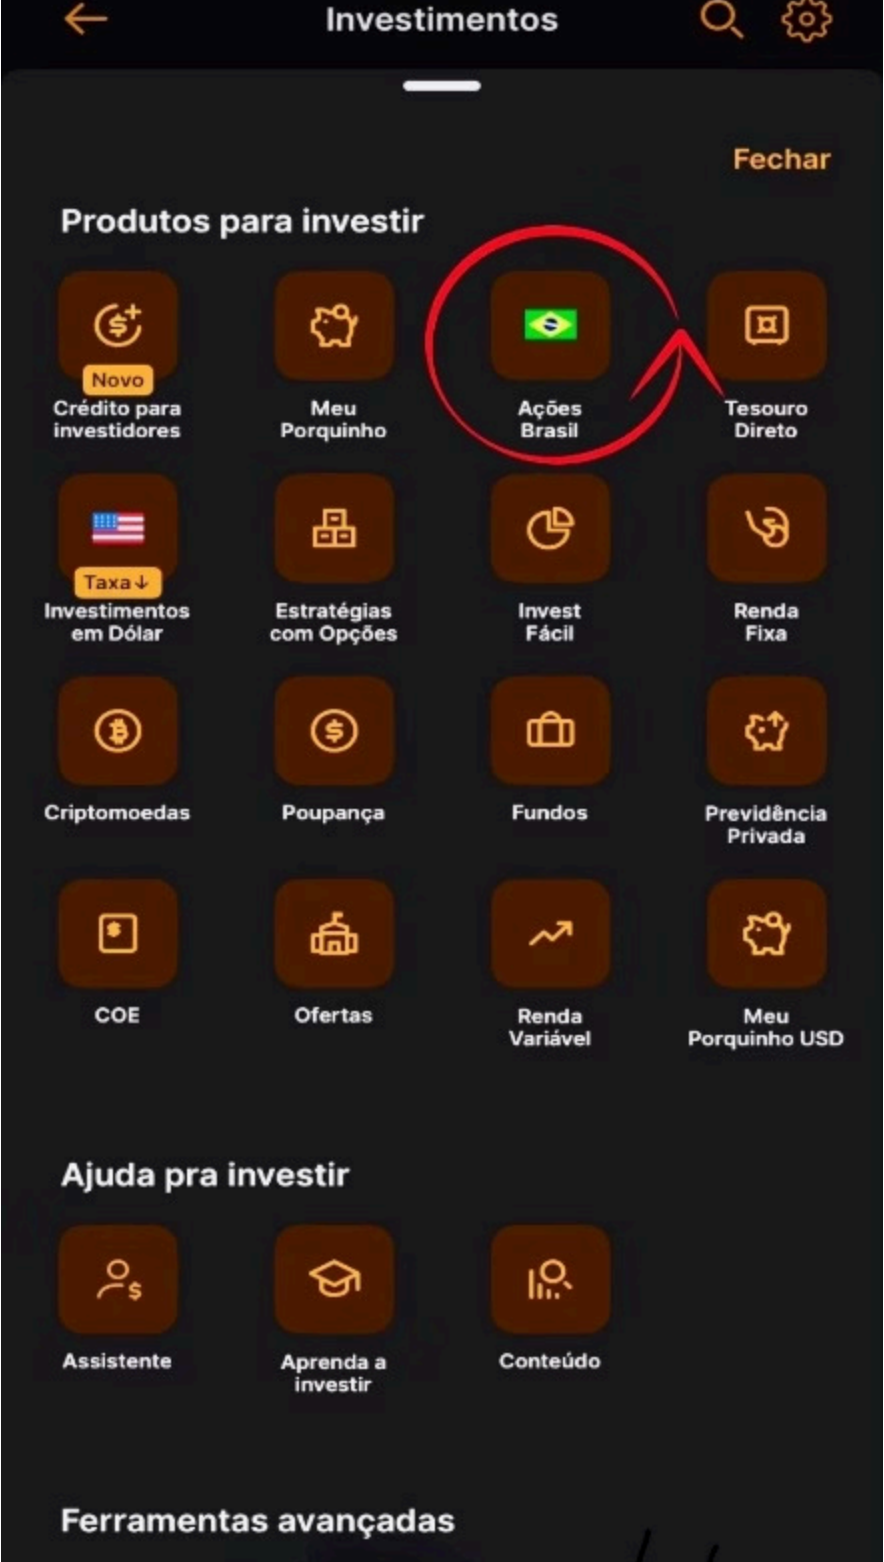 Investimentos
Fechar
Produtos para investir
Novo
Crédito para
investidores
Meu
Porquinho
Ações
Brasil
Tesouro
Direto
Taxa↓
Investimentos
em Dólar
Estratégias
com Opções
Invest
Fácil
Renda
Fixa
Criptomoedas
Poupança
Fundos
Previdência
Privada
COE
Ofertas
Renda
Variável
Meu
Porquinho USD
Ajuda pra investir
Assistente
Aprenda a
investir
Conteúdo
Ferramentas avançadas